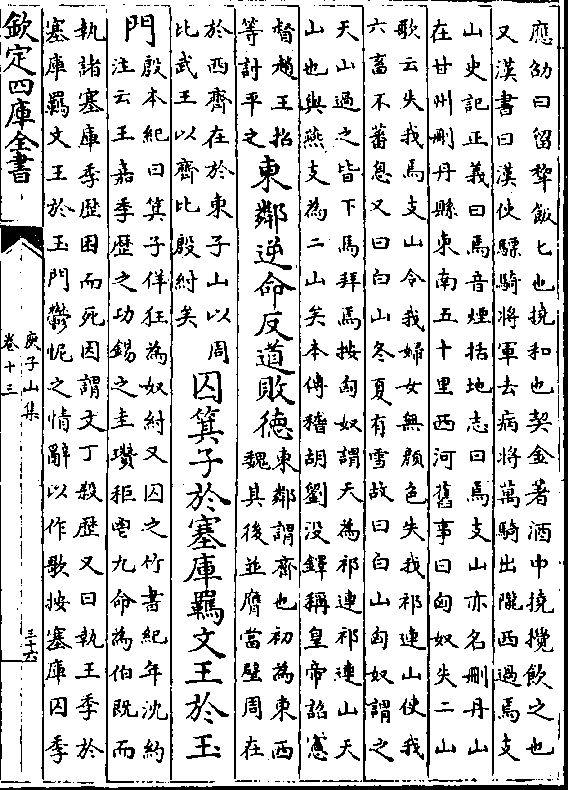 應劭曰留犂飯匕也撓和也契金著酒中撓攪飲之也
又漢書曰漢使驃騎將軍去病將萬騎出隴西過焉支
山史記正義曰焉音煙括地志曰焉支山亦名刪丹山
在甘州刪丹縣東南五十里西河舊事曰匈奴失二山
歌云失我焉支山令我婦女無顏色失我祁連山使我
六畜不蕃息又曰白山冬夏有雪故曰白山匈奴謂之
天山過之皆下馬拜焉按匈奴謂天為祁連祁連山天
山也與燕支為二山矣本傳稽胡劉没鐸稱皇帝詔憲
督趙王招
等討平之
東鄰逆命反道敗德
東鄰謂齊也初為東西
魏其後並膺當璧周在
於西齊在於東子山以周
比武王以齊比殷紂矣
囚箕子於塞庫羈文王於玉
門
殷本紀曰箕子佯狂為奴紂又囚之竹書紀年沈約
注云王嘉季歴之功錫之圭瓚秬鬯九命為伯既而
執諸塞庫季歴困而死因謂文丁殺歴又曰執王季於
塞庫羈文王於玉門鬱怩之情辭以作歌按塞庫囚季
欽定四庫全書
庾子山集
卷十三
三十六